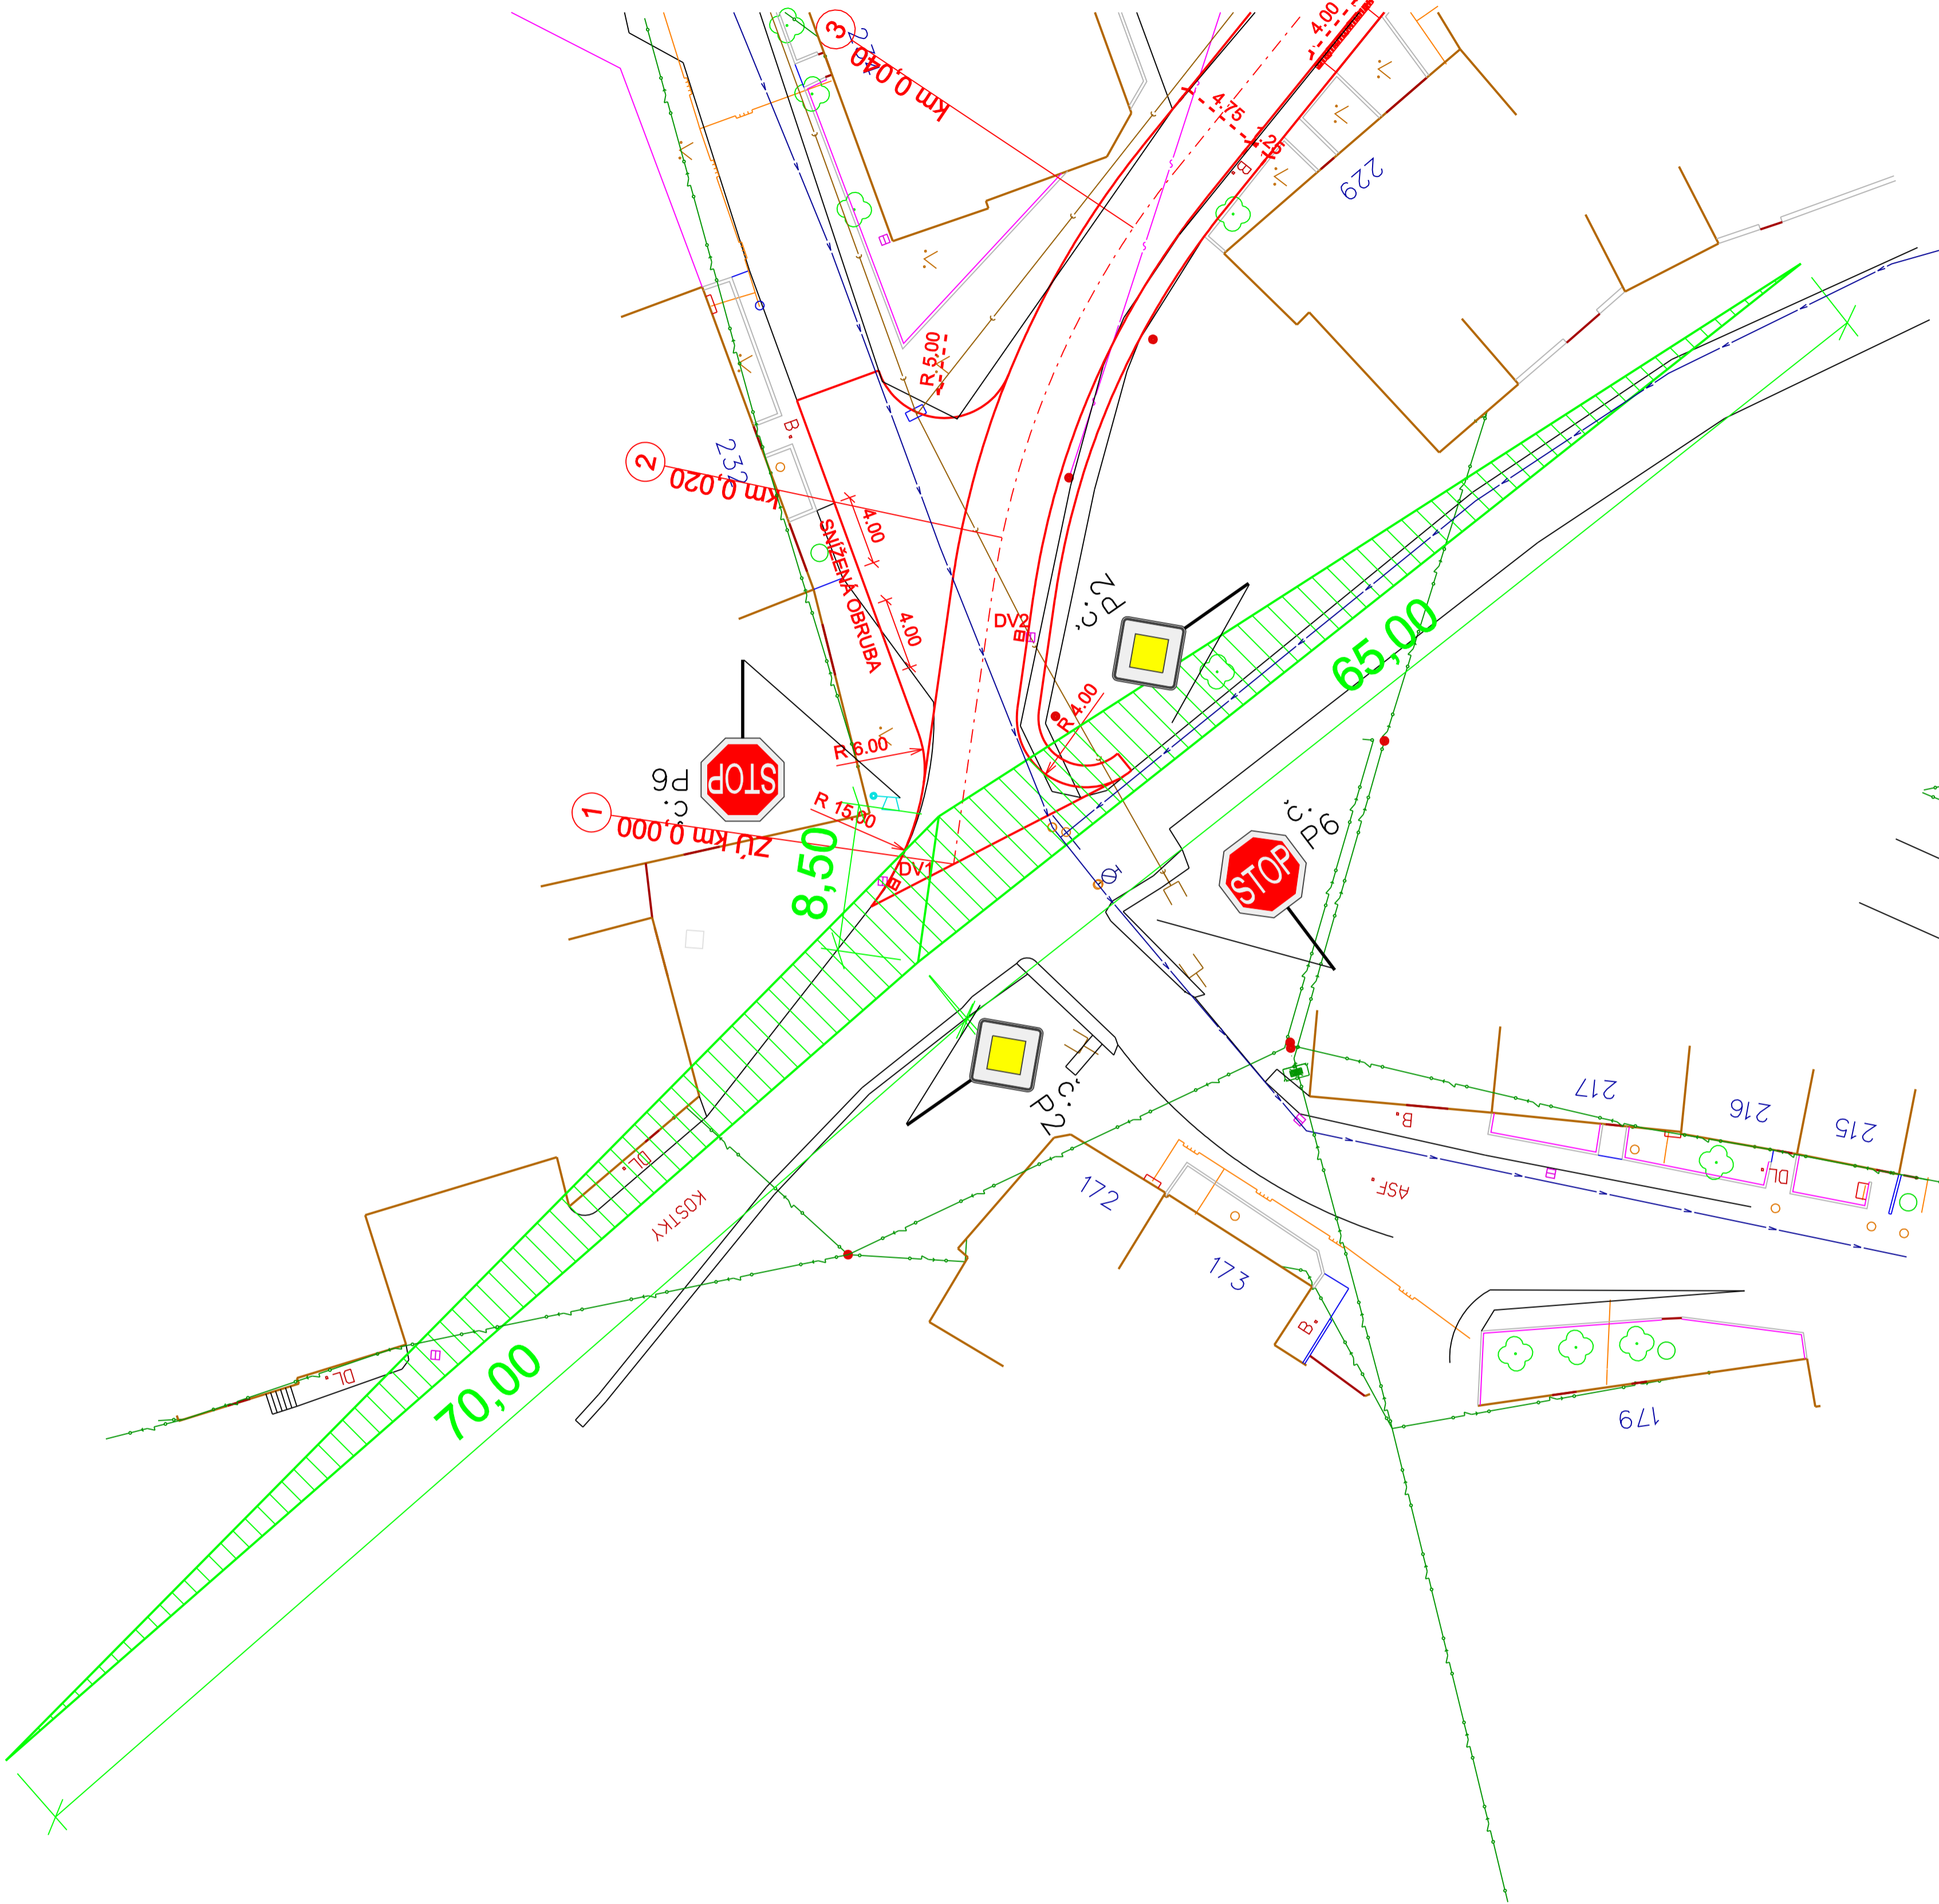 4.00
3
km 0,040
4.75
B.
229
R 5,00
B.
2
km 0,020
4.00
SNÍŽENÁ OBRUBA
4.00
DV2
č. P2
R 4.00
65,00
R 6.00
č. P6
STOP
1
ZÚ km 0,000
R 15.00
8,50
DV1
č. P6
STOP
č. P2
217
216
215
B.
DL.
ASF.
DL.
KOSTKY
172
173
B.
DL.
70,00
179